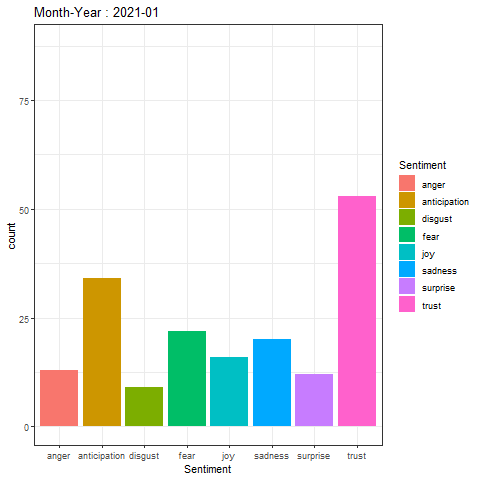 Month-Year : 2021-01
75
50
25
0
count
anger anticipation disgust fear joy sadness surprise trust
Sentiment
Sentiment
anger
anticipation
disgust
fear
joy
sadness
surprise
trust